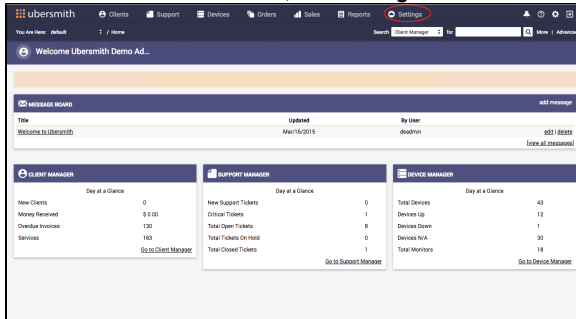 ubersmith Clients Support Devices Orders Sales Reports Settings
You Are Here: default / Home Search Client Manager for More | Advance
Welcome Ubersmith Demo Ad...
MESSAGE BOARD add message
Title Updated By User
Welcome to Ubersmith Mar/16/2015 deadmin edit | delete
[view all messages]
CLIENT MANAGER
Day at a Glance
New Clients 0
Money Received $ 0.00
Overdue Invoices 130
Services 163
Go to Client Manager
SUPPORT MANAGER
Day at a Glance
New Support Tickets 0
Critical Tickets 1
Total Open Tickets 8
Total Tickets On Hold 0
Total Closed Tickets 1
Go to Support Manager
DEVICE MANAGER
Day at a Glance
Total Devices 43
Devices Up 12
Devices Down 1
Devices N/A 30
Total Monitors 18
Go to Device Manager